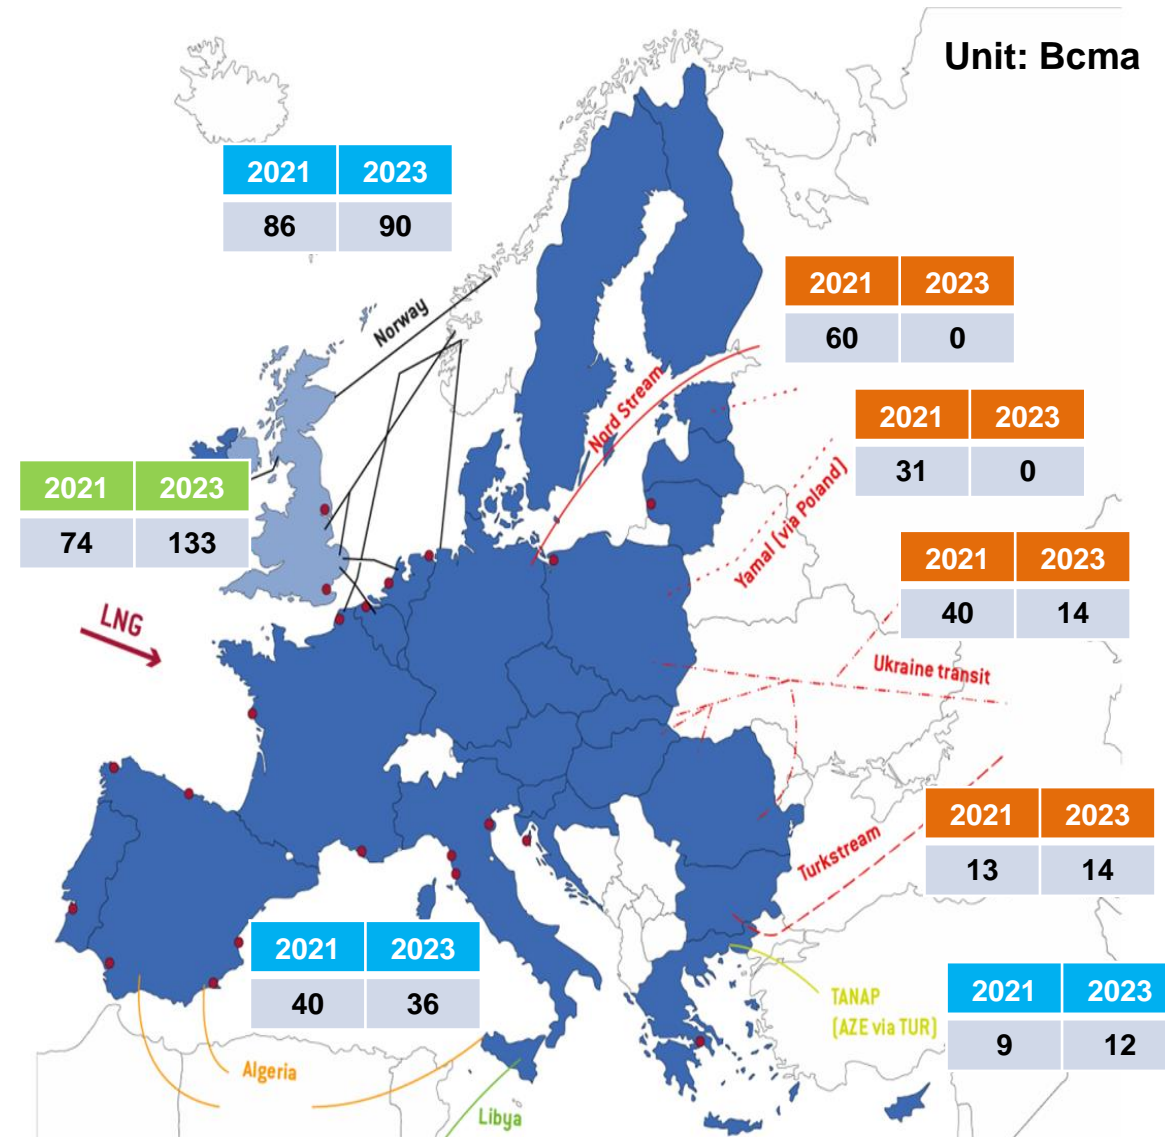 Unit: Bcma
2021 2023
86 90
Norway
2021 2023
60 0
Nord Stream
2021 2023
31 0
Yamal (via Poland)
2021 2023
74 133
LNG
2021 2023
40 14
Ukraine transit
2021 2023
13 14
Turkstream
2021 2023
40 36
2021 2023
9 12
TANAP
(AZE via TUR)
Algeria
Libya